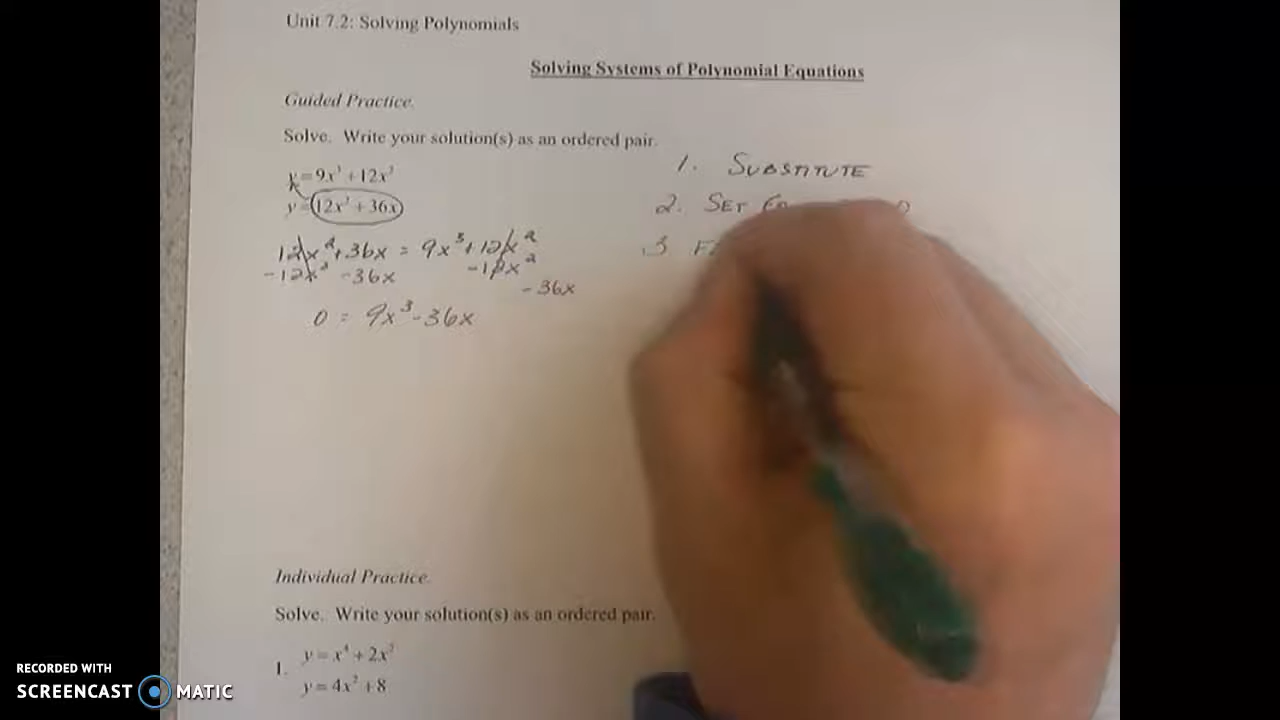 Unit 7.2: Solving Polynomials
Solving Systems of Polynomial Equations
Guided Practice.
Solve. Write your solution(s) as an ordered pair.
y = 9x³ + 12x²
y = 12x² + 36x
1. SUBSTITUTE
2. SET
3
12x² + 36x = 9x³ + 12x²
-12x² -36x -12x²
-36x
0 = 9x³ - 36x
Individual Practice.
Solve. Write your solution(s) as an ordered pair.
1.
y = x⁴ + 2x²
y = 4x² + 8
RECORDED WITH
SCREENCAST MATIC